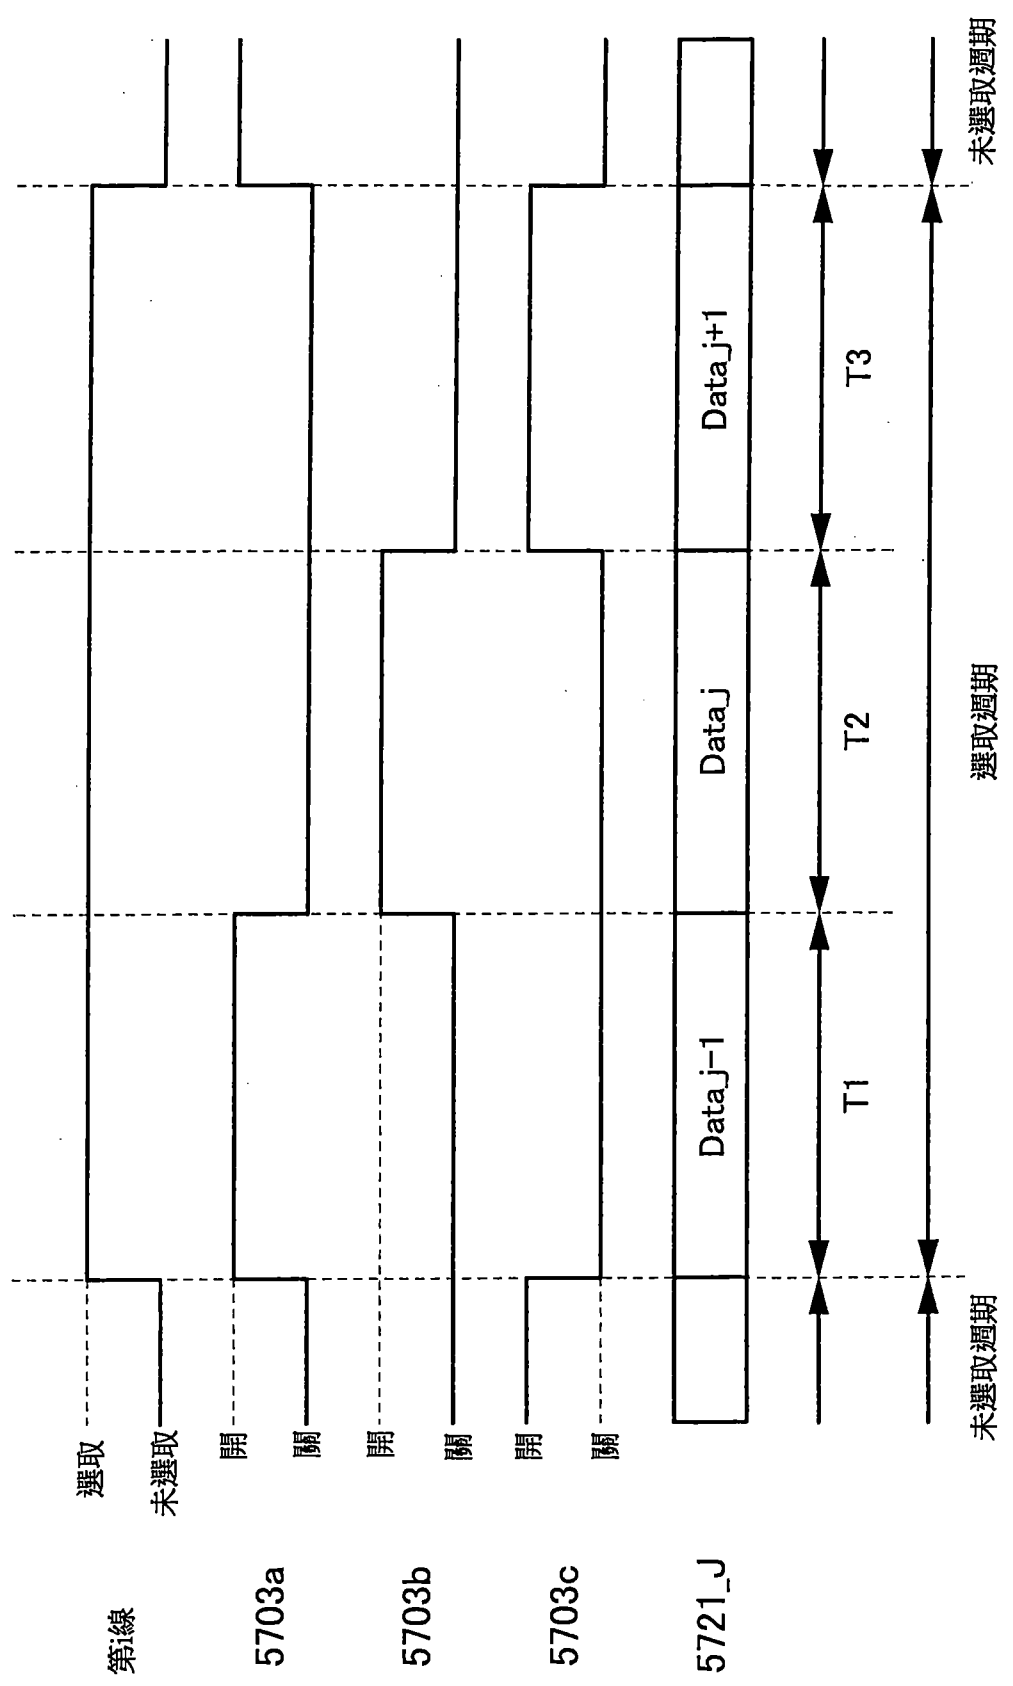 第i線
選取
未選取
5703a
開
關
5703b
開
關
5703c
開
關
5721_J
Data_j-1
Data_j
Data_j+1
T1
T2
T3
未選取週期
選取週期
未選取週期